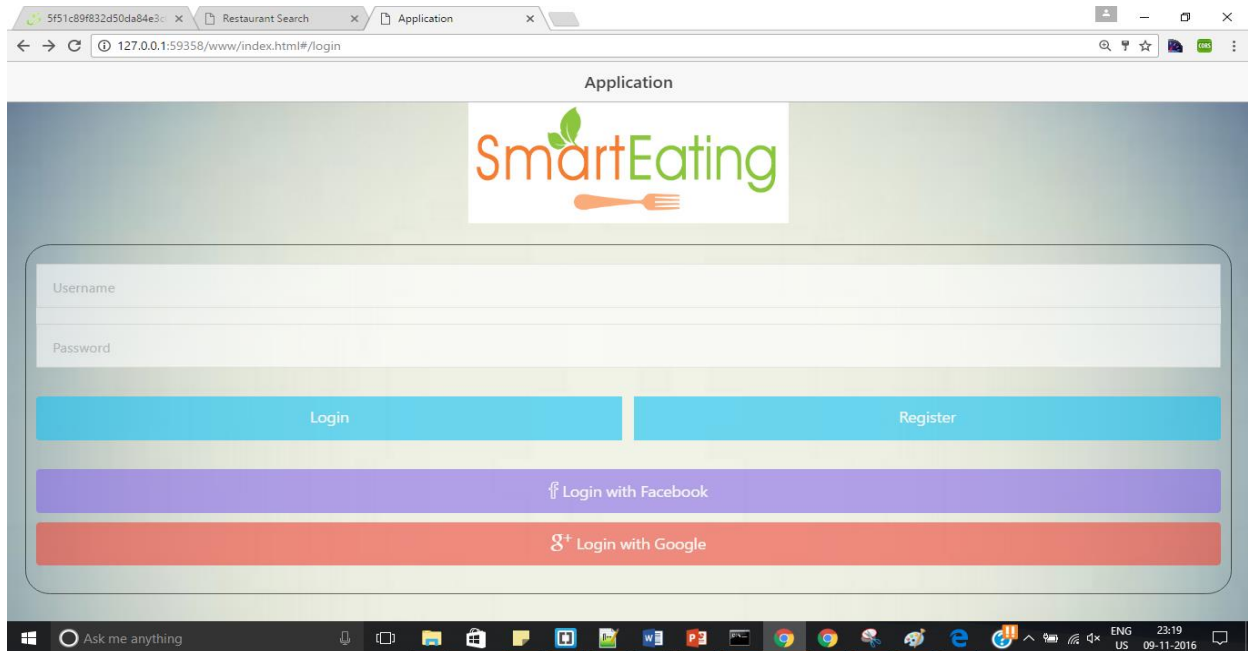 5f51c89f832d50da84e3c Restaurant Search Application
127.0.0.1:59358/www/index.html#/login
Application
SmartEating
Username
Password
Login Register
f Login with Facebook
g+ Login with Google
Ask me anything ENG 23:19
US 09-11-2016